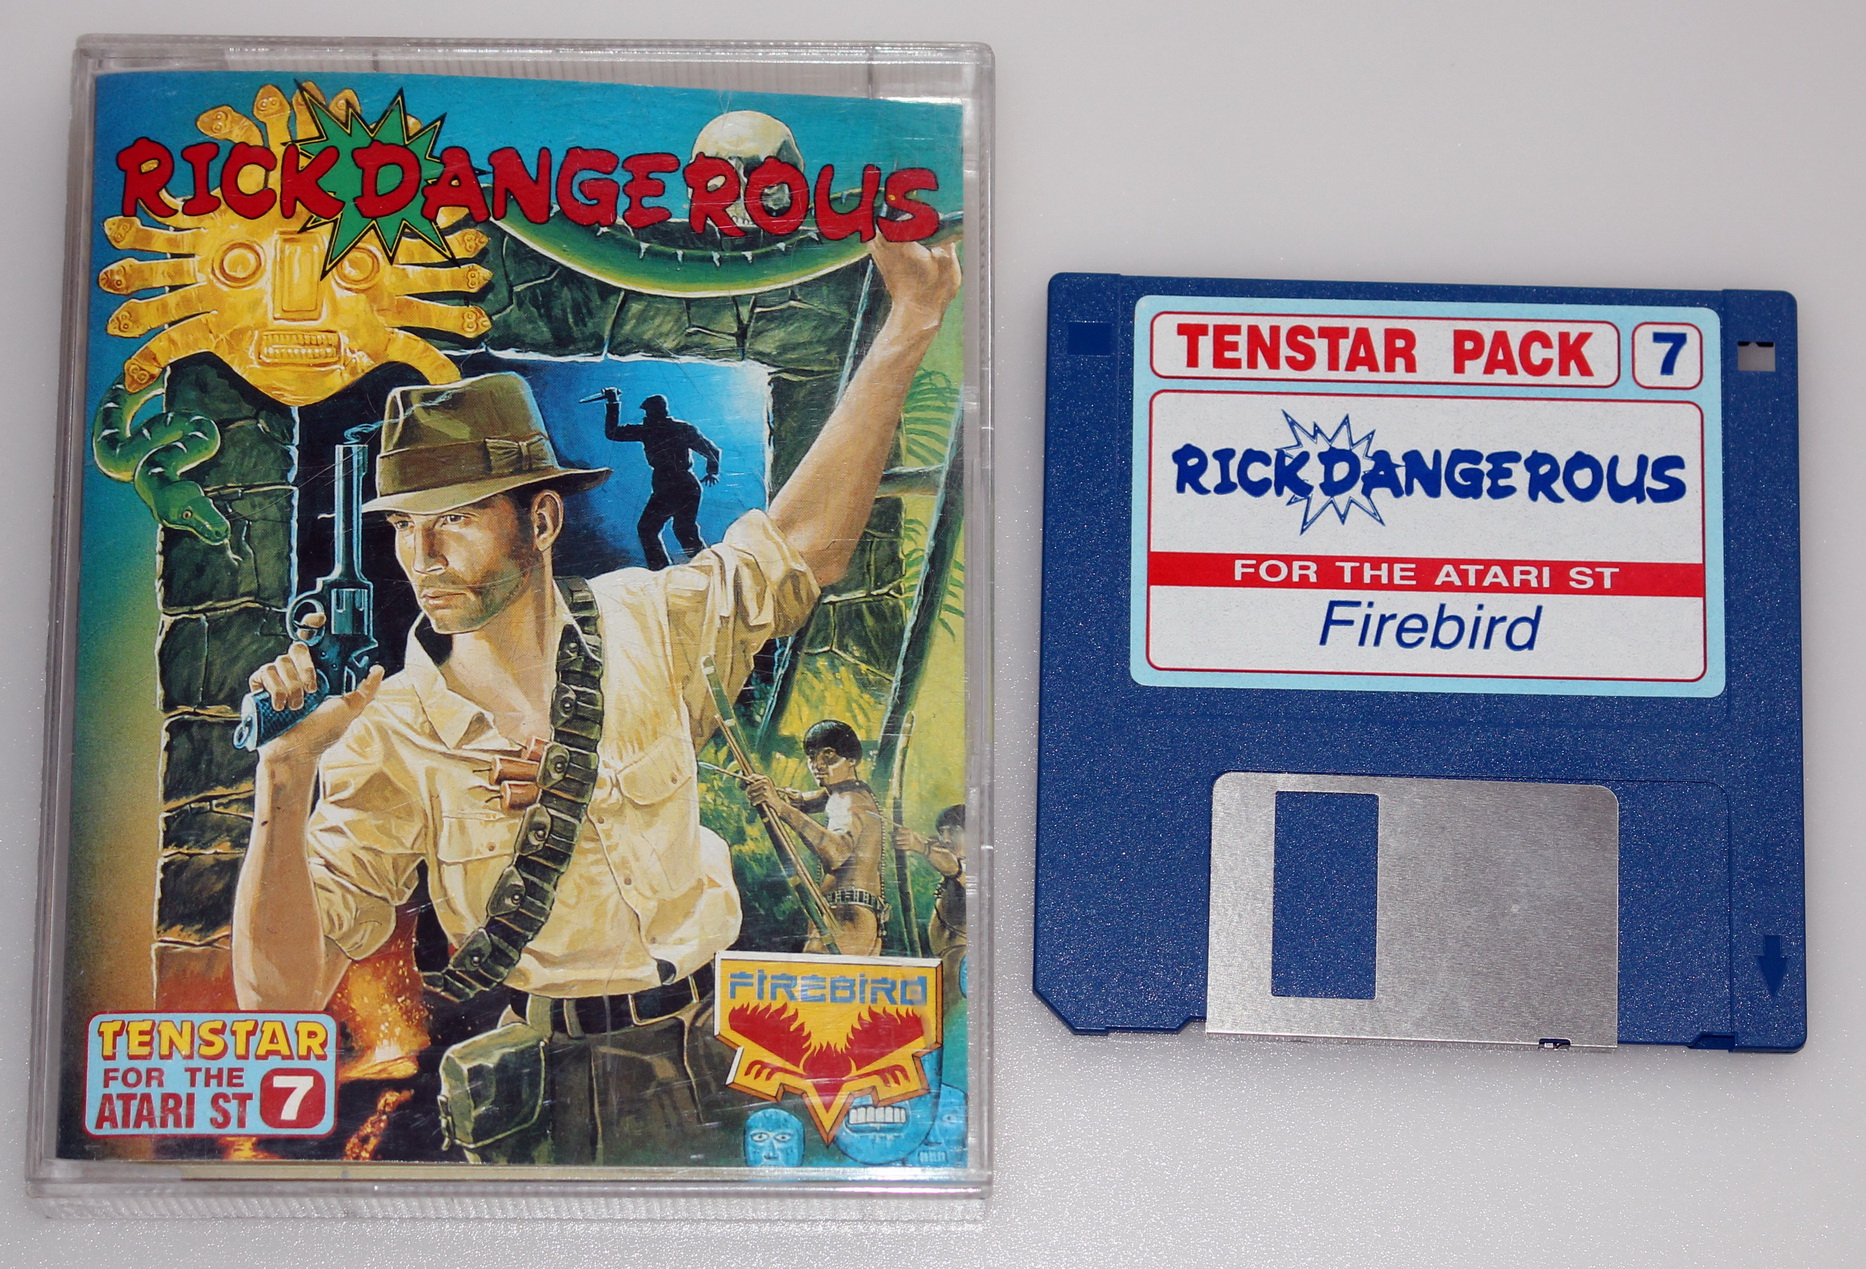 RICK DANGEROUS
FIREBIRD
TENSTAR
FOR THE
ATARI ST 7
TENSTAR PACK 7
RICK DANGEROUS
FOR THE ATARI ST
Firebird